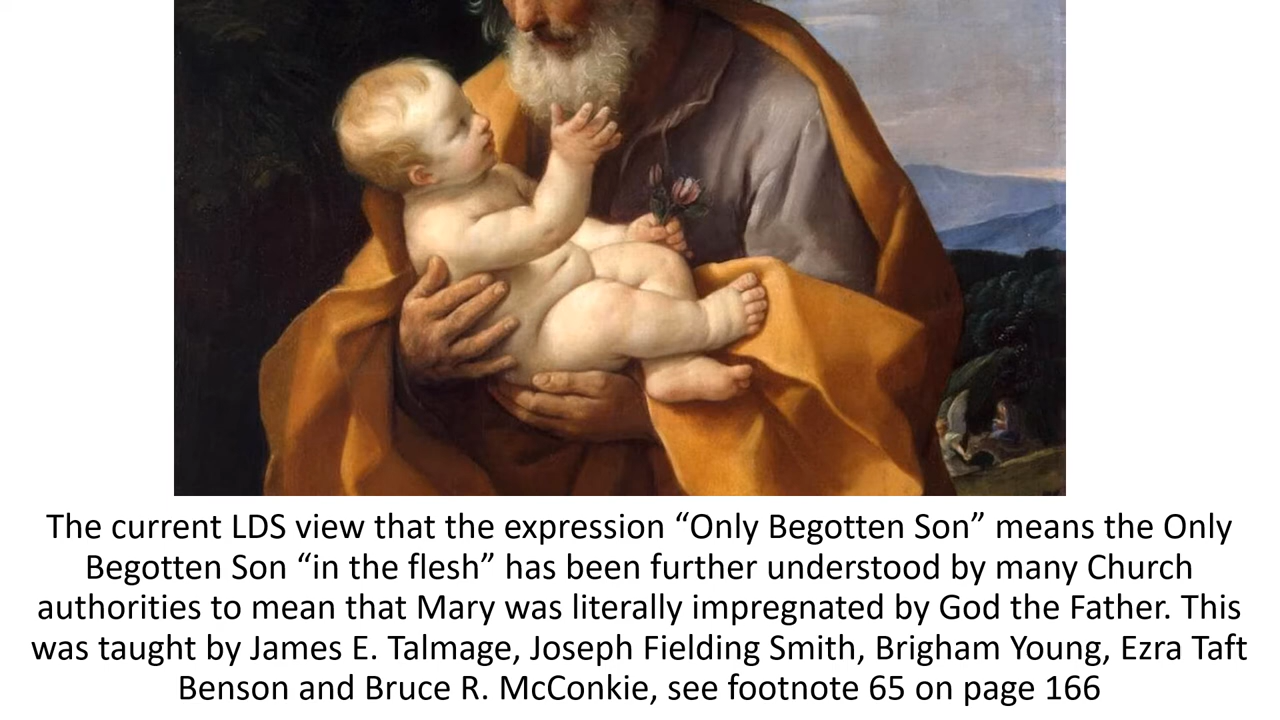 The current LDS view that the expression “Only Begotten Son” means the Only
Begotten Son “in the flesh” has been further understood by many Church
authorities to mean that Mary was literally impregnated by God the Father. This
was taught by James E. Talmage, Joseph Fielding Smith, Brigham Young, Ezra Taft
Benson and Bruce R. McConkie, see footnote 65 on page 166